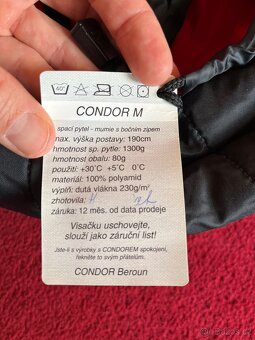 40°
CONDOR M
spací pytel - mumie s bočním zipem
max. výška postavy: 190cm
hmotnost sp. pytle: 1300g
hmotnost obalu: 80g
použití: +30°C +5°C 0°C
materiál: 100% polyamid
výplň: dutá vlákna 230g/m²
zhotovila:
záruka: 12 měs. od data prodeje
Visačku uschovejte,
slouží jako záruční list!
Jste-li s výrobky s CONDOREM spokojeni,
řekněte to svým přátelům.
CONDOR Beroun